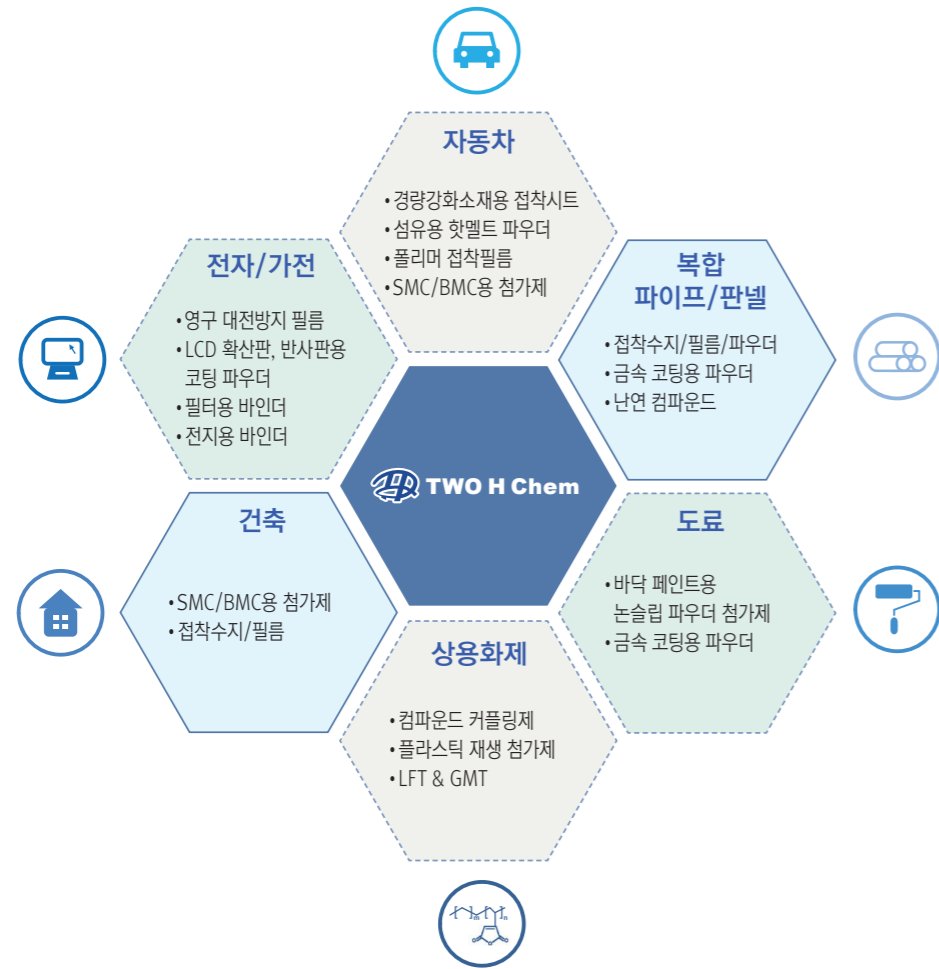 자동차
• 경량강화소재용 접착시트
• 섬유용 핫멜트 파우더
• 폴리머 접착필름
• SMC/BMC용 첨가제
전자/가전
• 영구 대전방지 필름
• LCD 확산판, 반사판용
코팅 파우더
• 필터용 바인더
• 전지용 바인더
복합
파이프/판넬
• 접착수지/필름/파우더
• 금속 코팅용 파우더
• 난연 컴파운드
TWO H Chem
건축
• SMC/BMC용 첨가제
• 접착수지/필름
도료
• 바닥 페인트용
논슬립 파우더 첨가제
• 금속 코팅용 파우더
상용화제
• 컴파운드 커플링제
• 플라스틱 재생 첨가제
• LFT & GMT